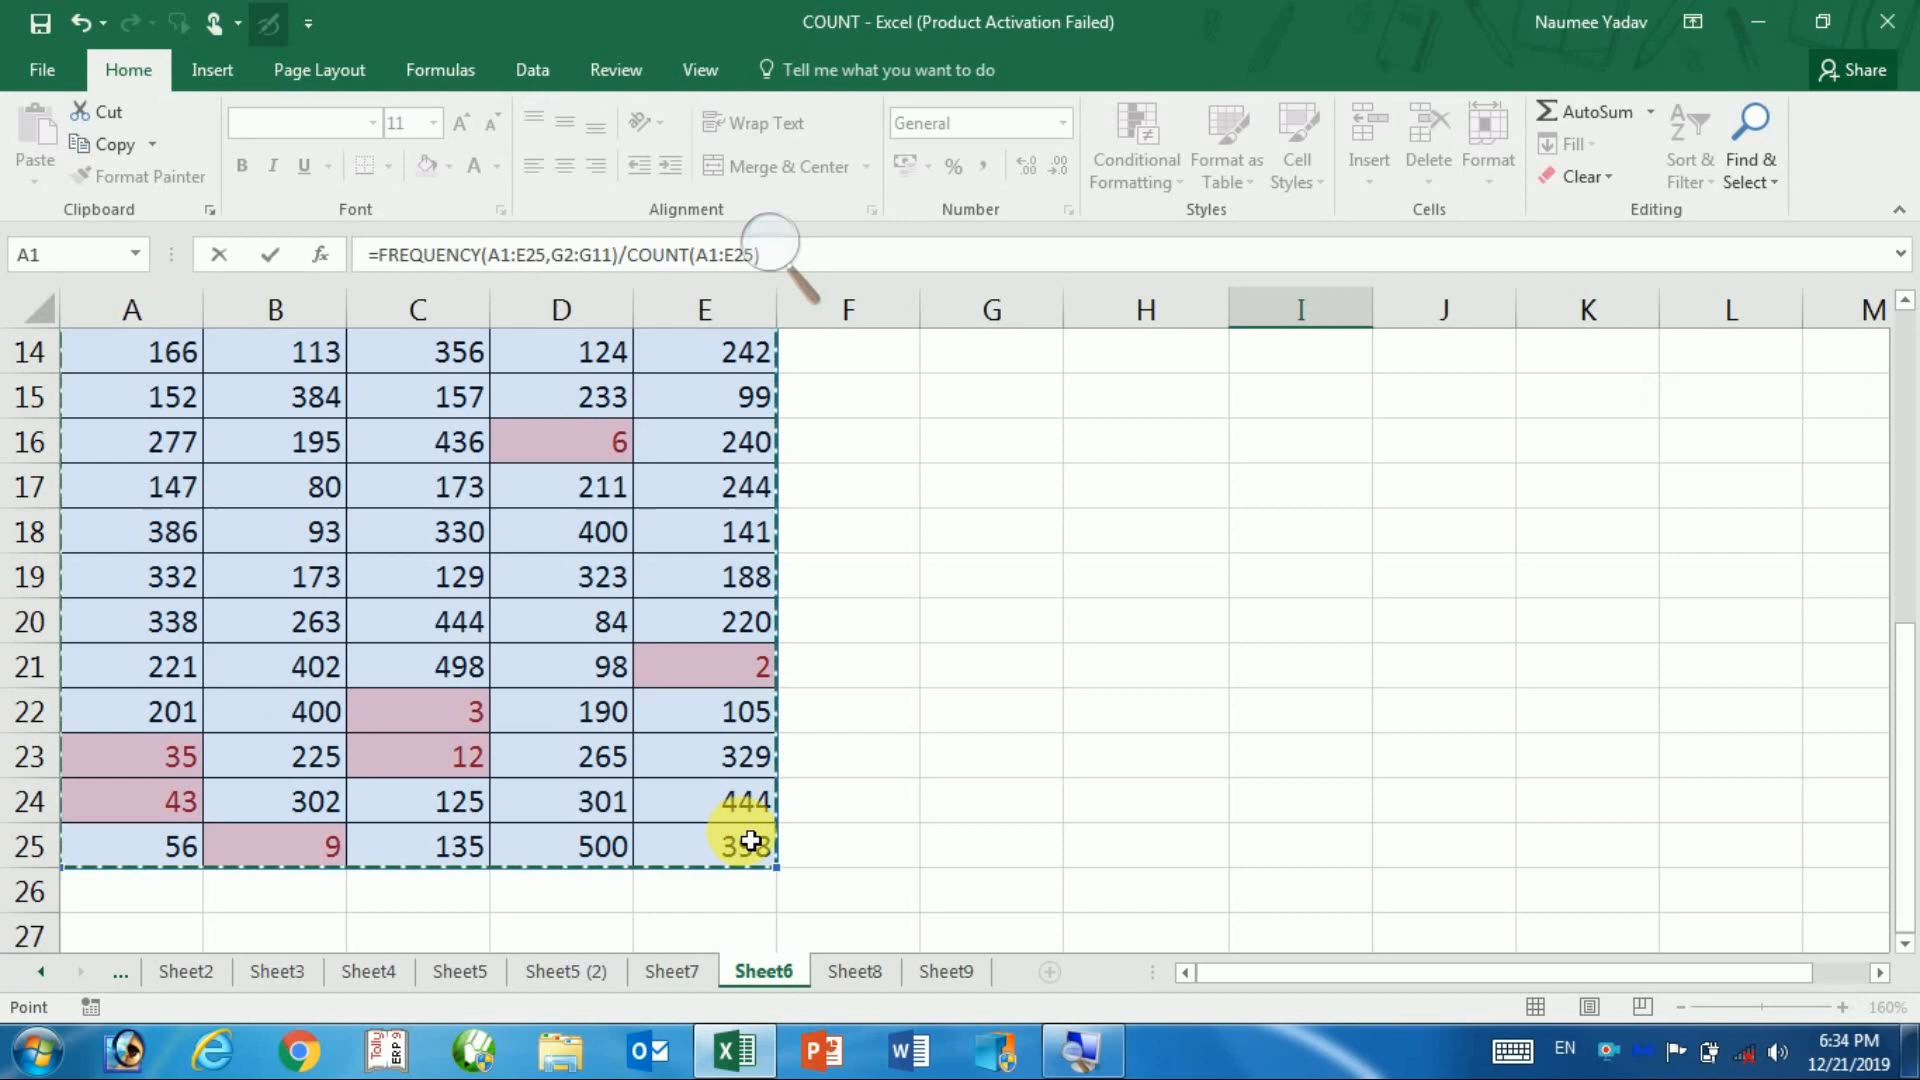 COUNT - Excel (Product Activation Failed)
Naumee Yadav
File Home Insert Page Layout Formulas Data Review View Tell me what you want to do Share
Paste
Cut
Copy
Format Painter
Clipboard
11
B I U
A
Font
Wrap Text
Merge & Center
Alignment
General
%
Number
Conditional Formatting
Format as Table
Cell Styles
Styles
Insert
Delete
Format
Cells
AutoSum
Fill
Clear
Sort & Filter
Find & Select
Editing
A1 fx =FREQUENCY(A1:E25,G2:G11)/COUNT(A1:E25)
A B C D E F G H I J K L M
14 166 113 356 124 242
15 152 384 157 233 99
16 277 195 436 6 240
17 147 80 173 211 244
18 386 93 330 400 141
19 332 173 129 323 188
20 338 263 444 84 220
21 221 402 498 98 2
22 201 400 3 190 105
23 35 225 12 265 329
24 43 302 125 301 444
25 56 9 135 500
26
27
... Sheet2 Sheet3 Sheet4 Sheet5 Sheet5 (2) Sheet7 Sheet6 Sheet8 Sheet9
Point
160%
EN
6:34 PM
12/21/2019